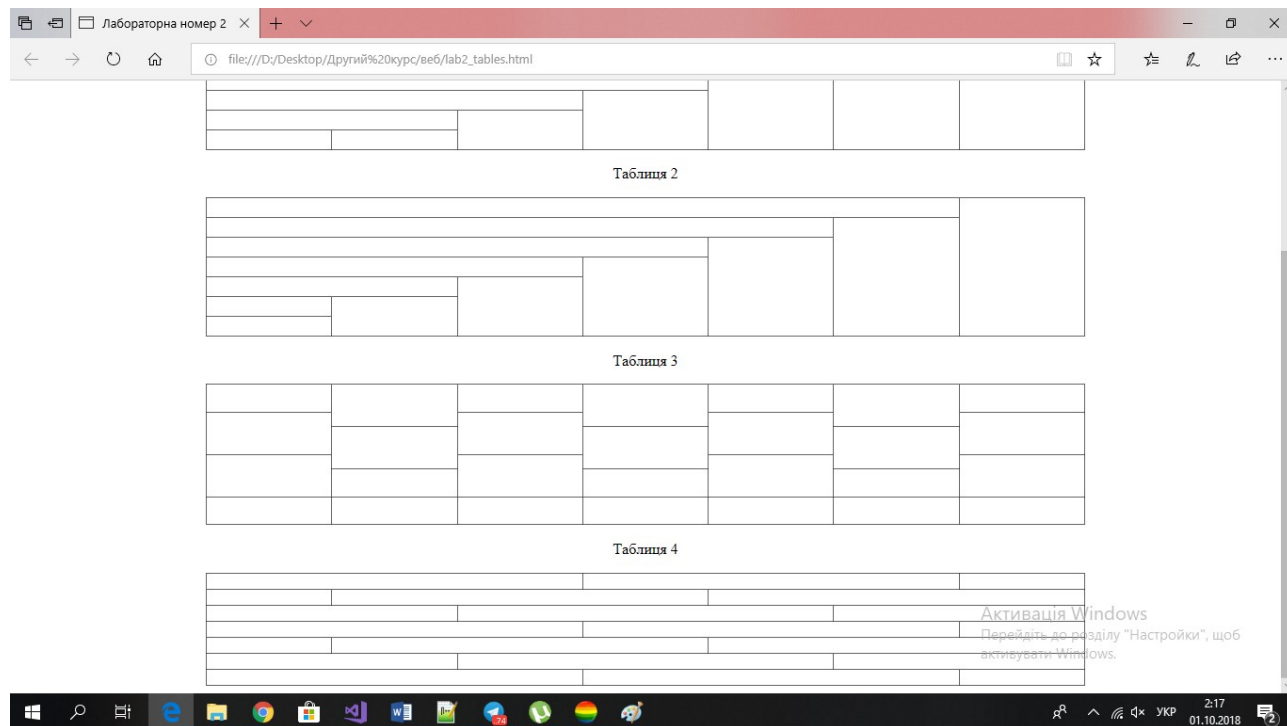 Лабораторна номер 2
file:///D:/Desktop/Другий%20курс/веб/lab2_tables.html
Таблиця 2
Таблиця 3
Таблиця 4
Активація Windows
Перейдіть до розділу "Настройки", щоб
активувати Windows.
74
УКР
2:17
01.10.2018